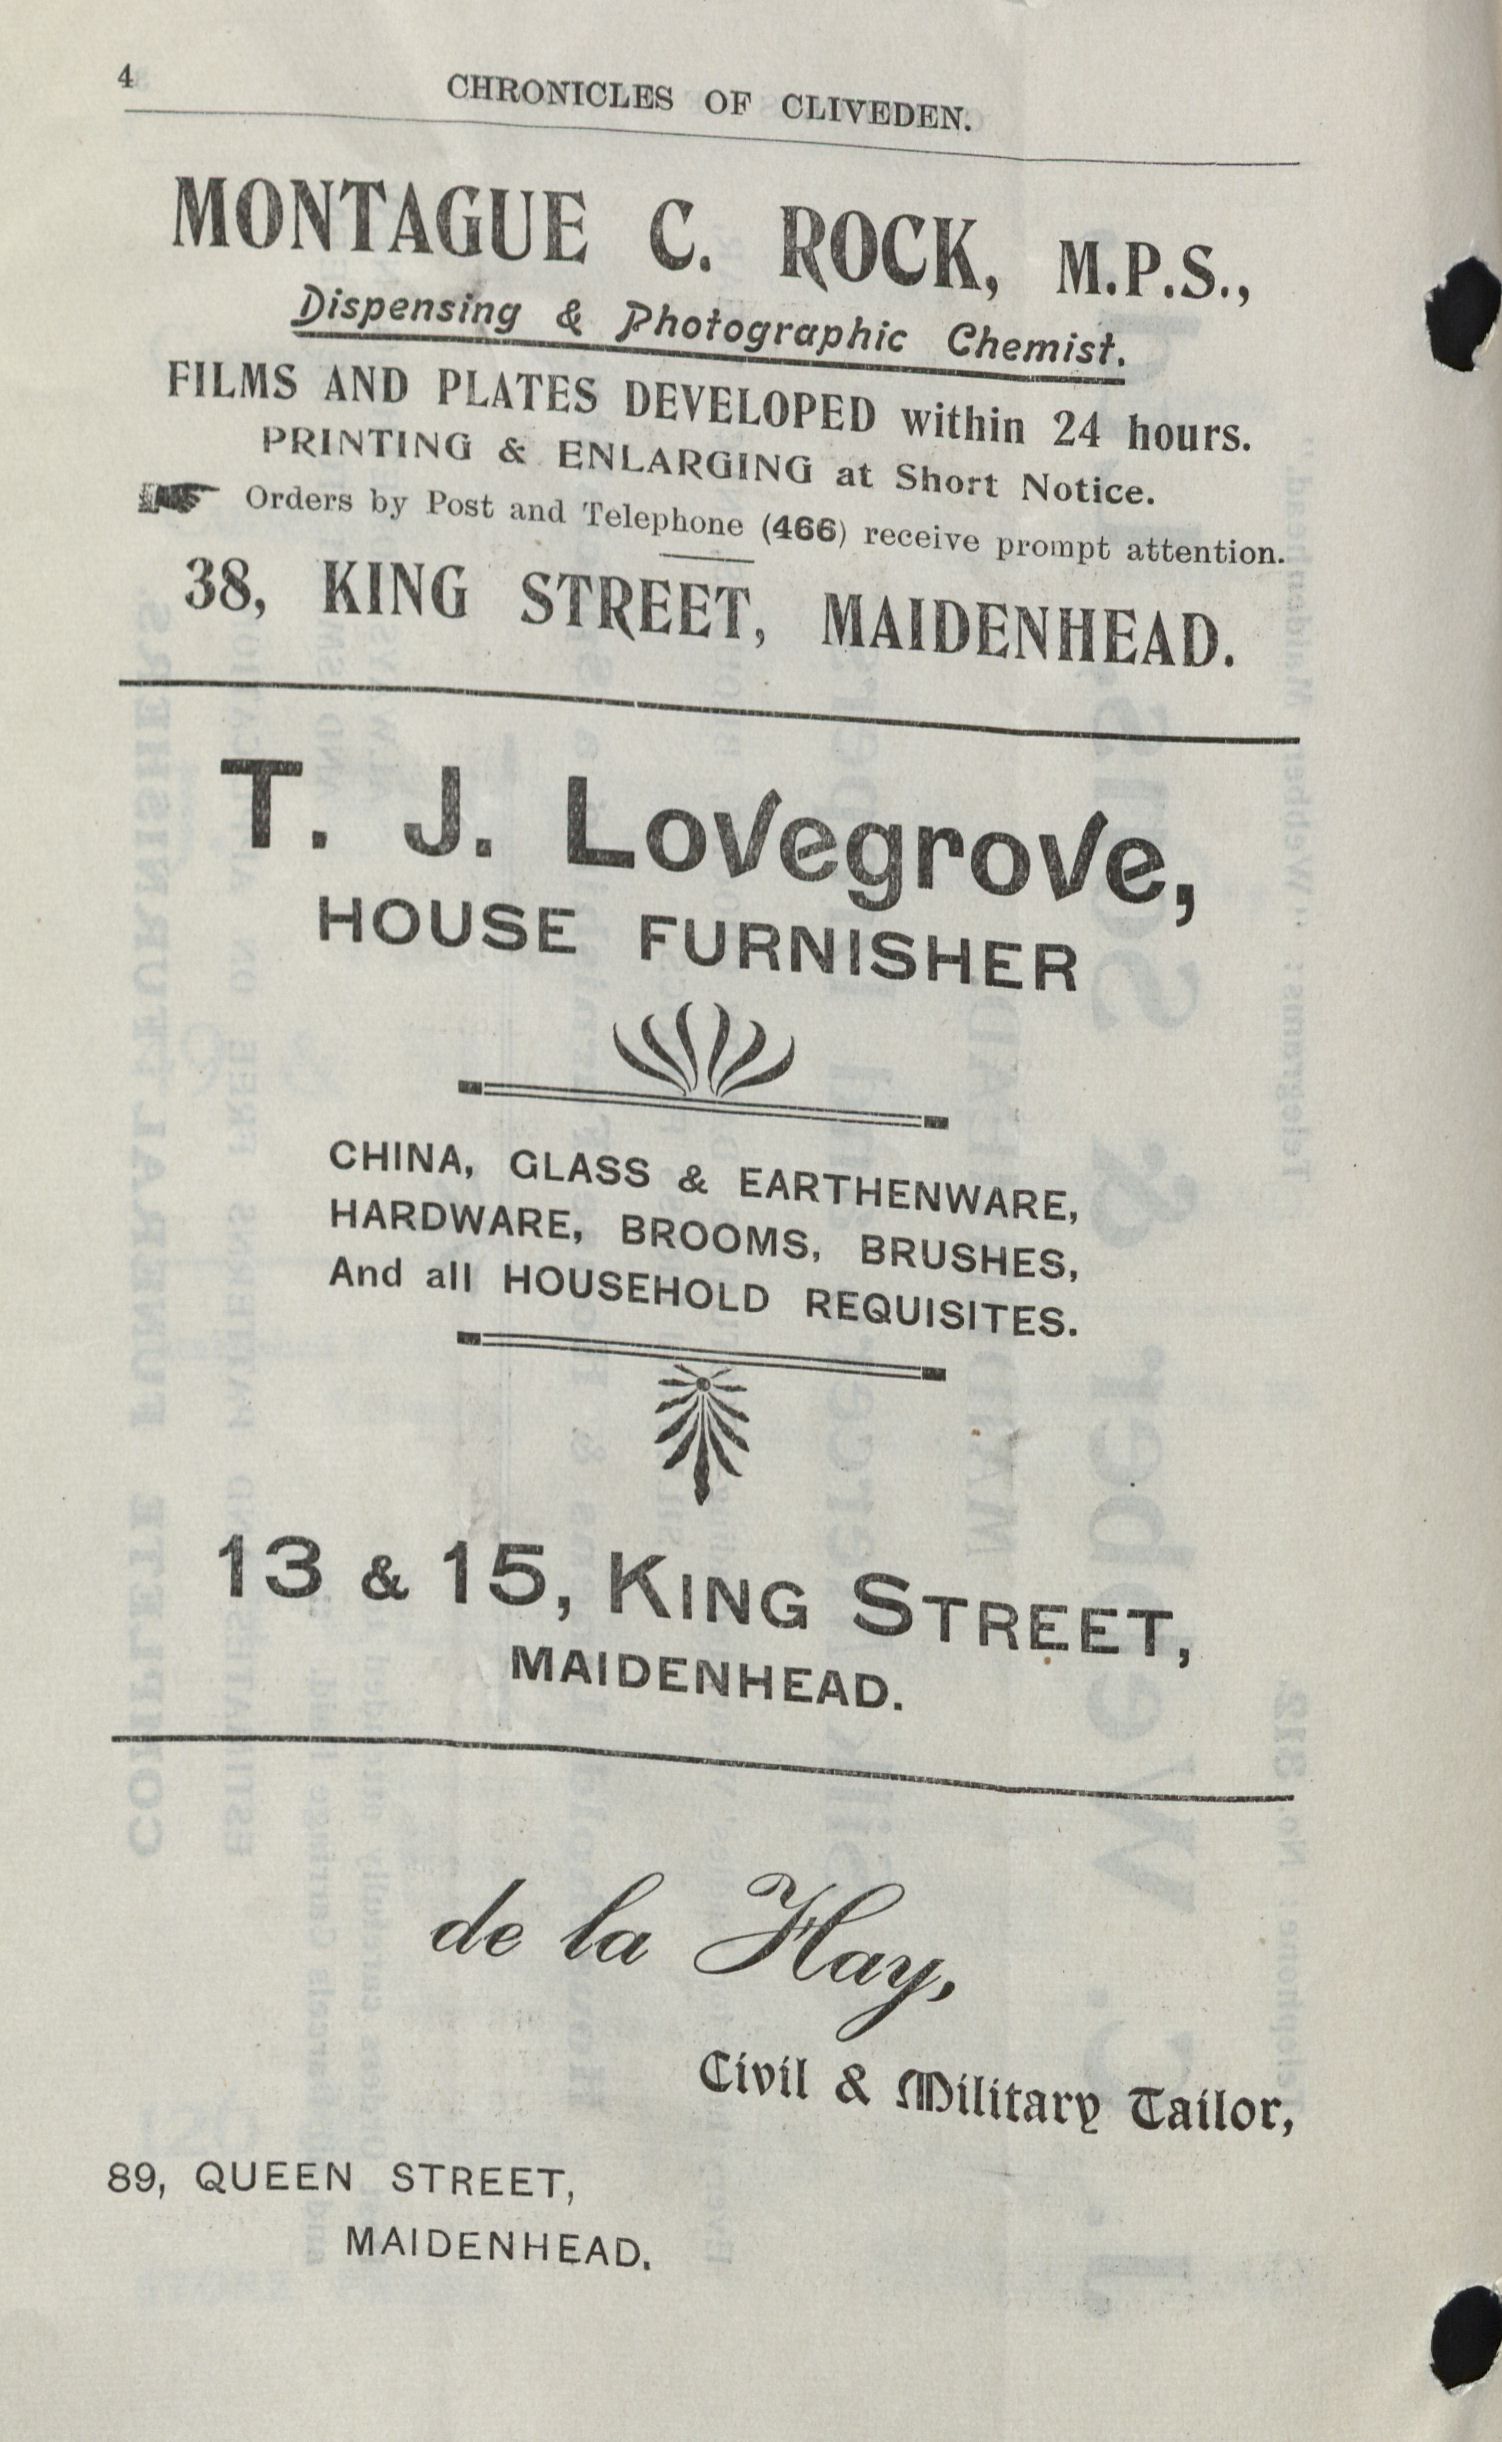 4
CHRONICLES OF CLIVEDEN.
MONTAGUE C. ROCK, M.P.S.,
Dispensing & Photographic Chemist.
FILMS AND PLATES DEVELOPED within 24 hours.
PRINTING & ENLARGING at Short Notice.
Orders by Post and Telephone (466) receive prompt attention.
38, KING STREET, MAIDENHEAD.
T. J. Lovegrove,
HOUSE FURNISHER
CHINA, GLASS & EARTHENWARE,
HARDWARE, BROOMS, BRUSHES,
And all HOUSEHOLD REQUISITES.
13 & 15, KING STREET,
MAIDENHEAD.
de la Hay,
Civil & Military Tailor,
89, QUEEN STREET,
MAIDENHEAD.